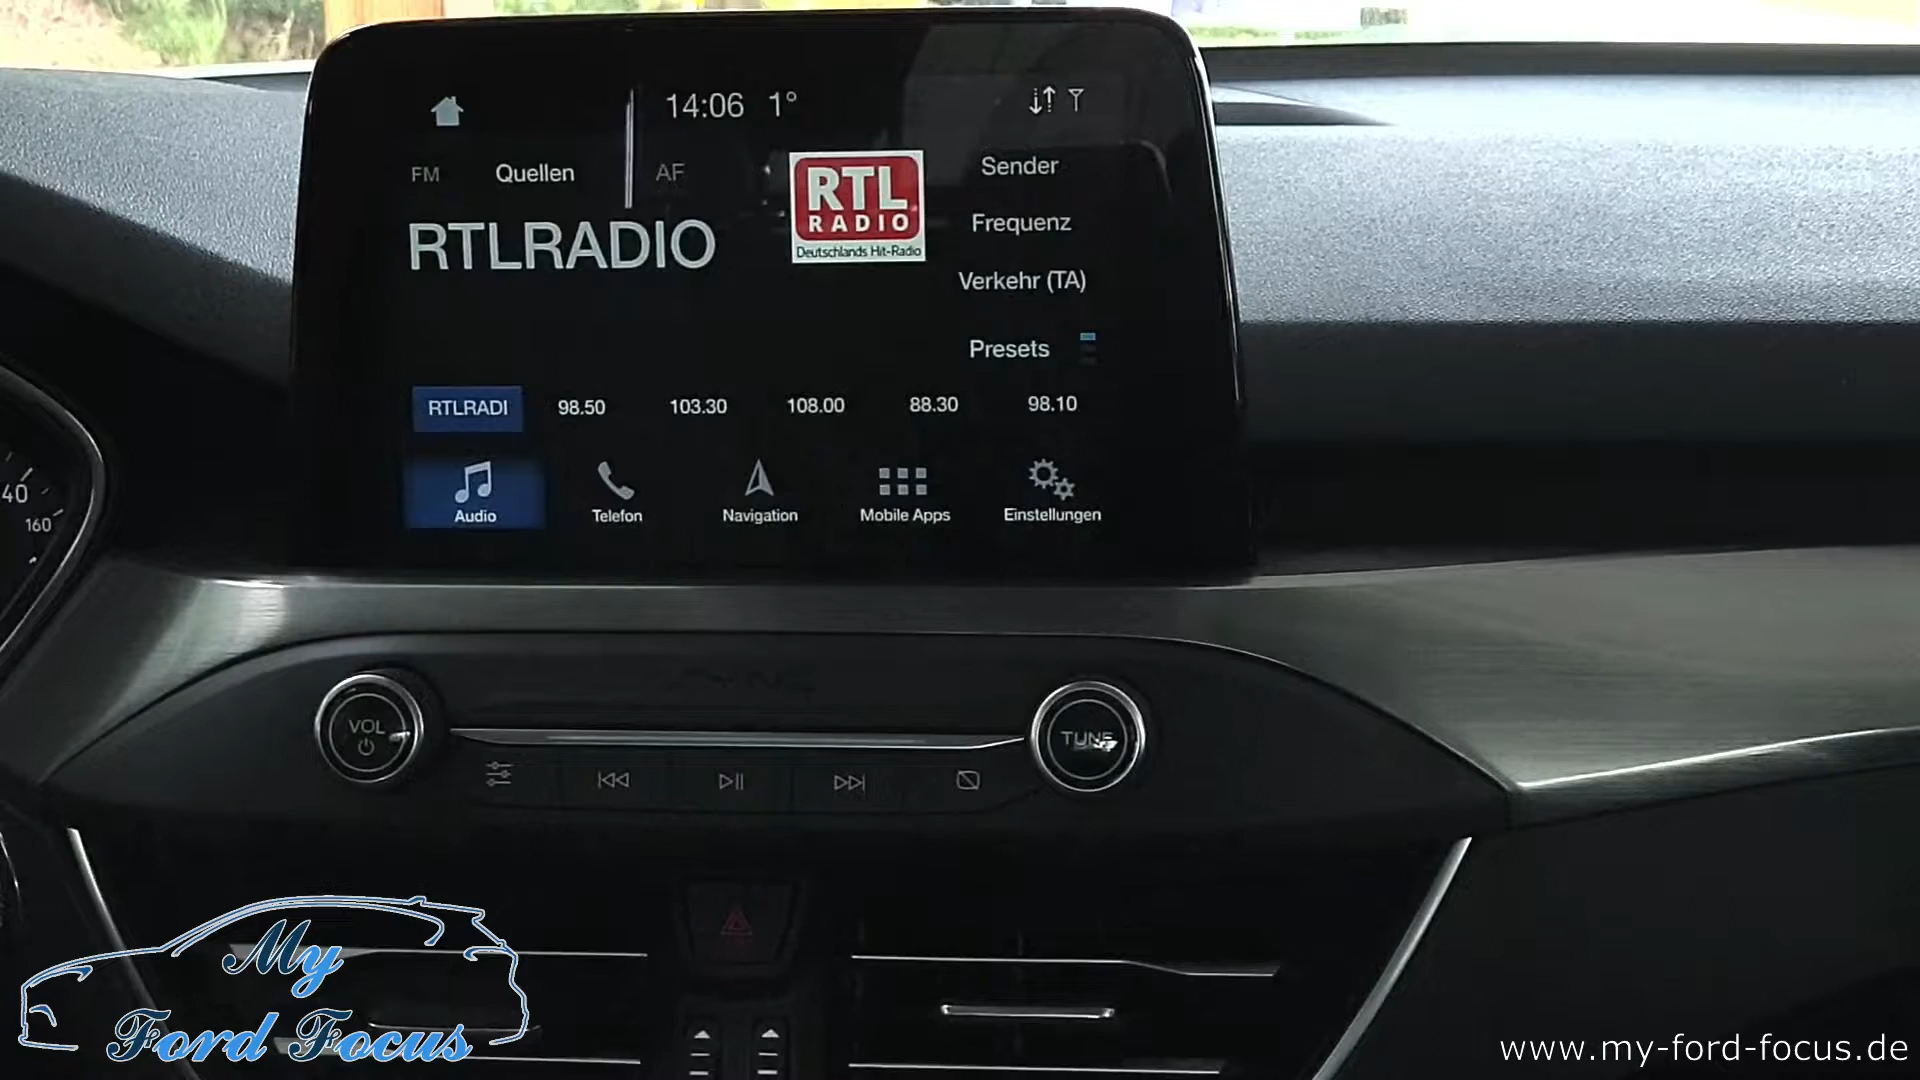 14:06 1°
FM Quellen AF
RTLRADIO
RTL
RADIO
Deutschlands Hit-Radio
Sender
Frequenz
Verkehr (TA)
Presets
RTLRADI 98.50 103.30 108.00 88.30 98.10
Audio Telefon Navigation Mobile Apps Einstellungen
40
160
VOL
TUNE
My
Ford Focus
www.my-ford-focus.de